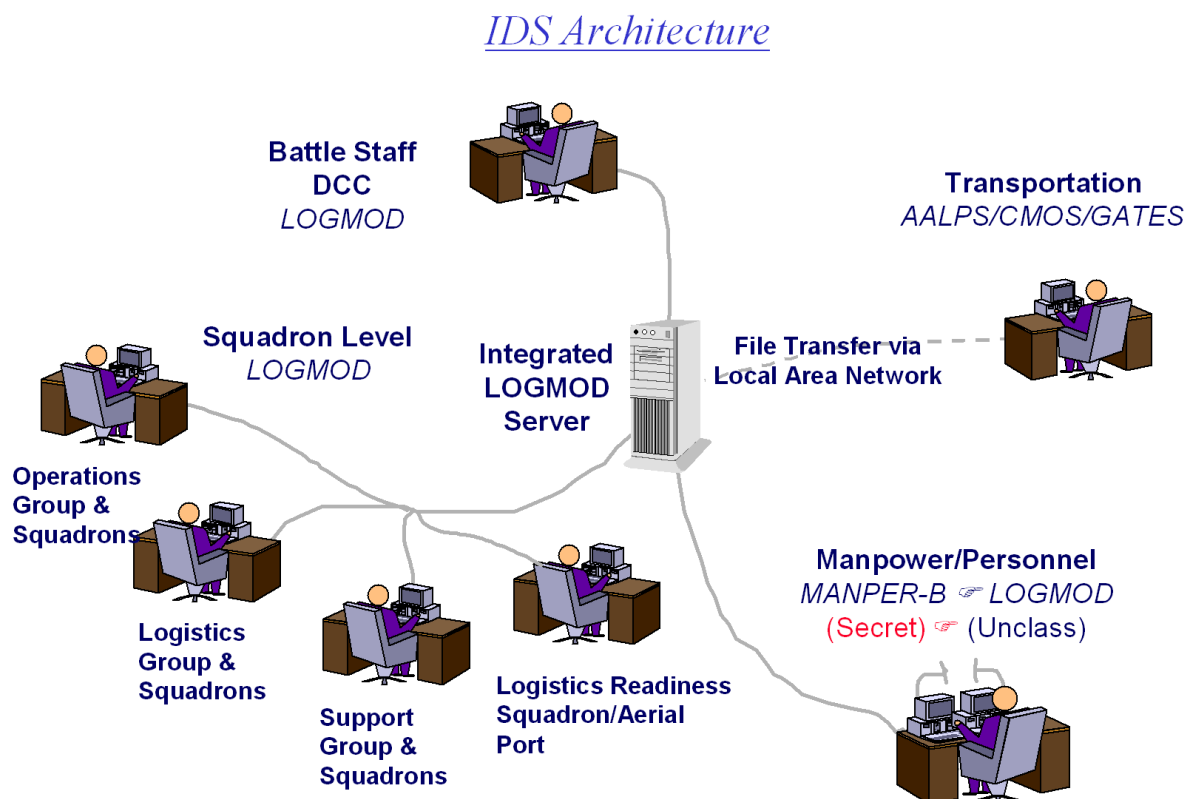 IDS Architecture
Battle Staff
DCC
LOGMOD
Transportation
AALPS/CMOS/GATES
Squadron Level
LOGMOD
Integrated
LOGMOD
Server
File Transfer via
Local Area Network
Operations
Group &
Squadrons
Logistics
Group &
Squadrons
Support
Group &
Squadrons
Logistics Readiness
Squadron/Aerial
Port
Manpower/Personnel
MANPER-B ☞ LOGMOD
(Secret) ☞ (Unclass)